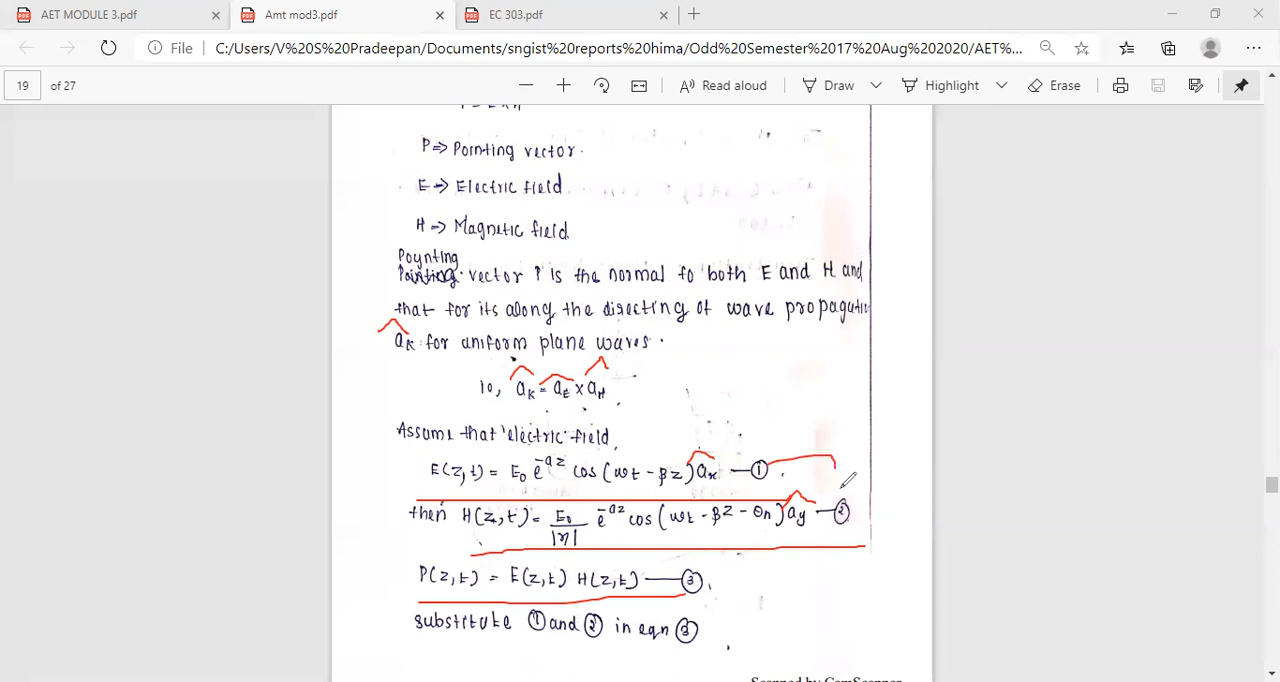 AET MODULE 3.pdf
Amt mod3.pdf
EC 303.pdf
File
C:/Users/V%20S%20Pradeepan/Documents/sngist%20reports%20hima/Odd%20Semester%2017%20Aug%202020/AET%...
19 of 27
Read aloud
Draw
Highlight
Erase
P => Pointing vector.
E => Electric field
H => Magnetic field.
Poynting
Pointing vector P is the normal to both E and H and
that for its along the directing of wave propagation
aK for uniform plane waves.
ie, aK = aE x aH
Assume that electric field,
E(z,t) = E0 e^-αz cos(ωt - βz) ax — ①
then H(z,t) = E0/|η| e^-αz cos(ωt - βz - θn) ay — ②
P(z,t) = E(z,t) H(z,t) — ③
substitute ① and ② in eqn ③